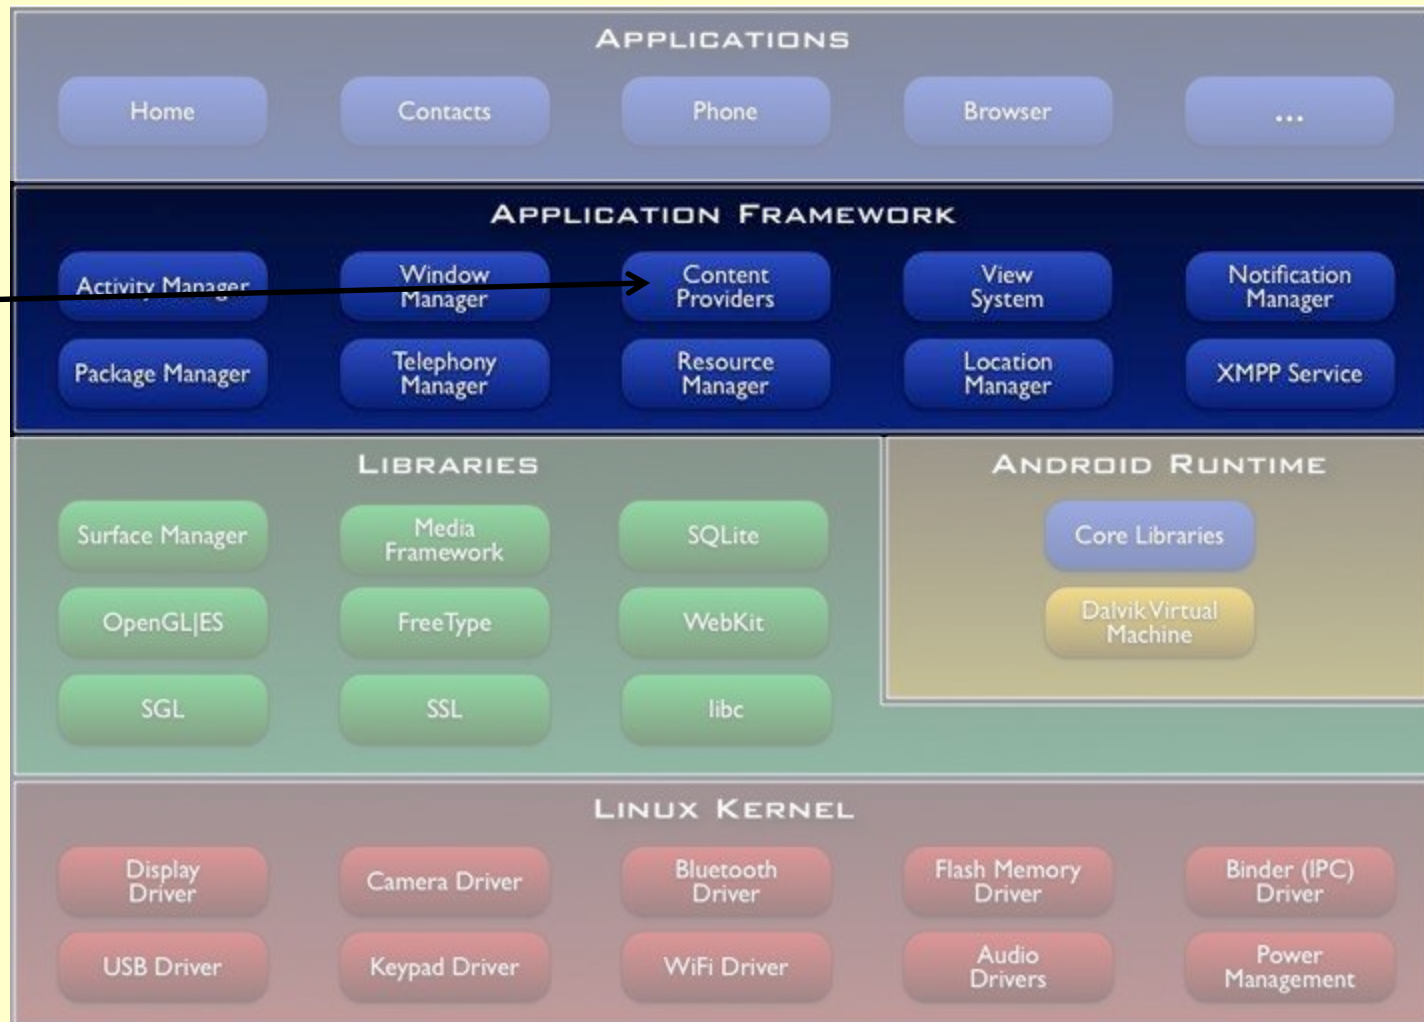 APPLICATIONS
Home
Contacts
Phone
Browser
...
APPLICATION FRAMEWORK
Activity Manager
Window
Manager
Content
Providers
View
System
Notification
Manager
Package Manager
Telephony
Manager
Resource
Manager
Location
Manager
XMPP Service
LIBRARIES
Surface Manager
Media
Framework
SQLite
OpenGL|ES
FreeType
WebKit
SGL
SSL
libc
ANDROID RUNTIME
Core Libraries
Dalvik Virtual
Machine
LINUX KERNEL
Display
Driver
Camera Driver
Bluetooth
Driver
Flash Memory
Driver
Binder (IPC)
Driver
USB Driver
Keypad Driver
WiFi Driver
Audio
Drivers
Power
Management